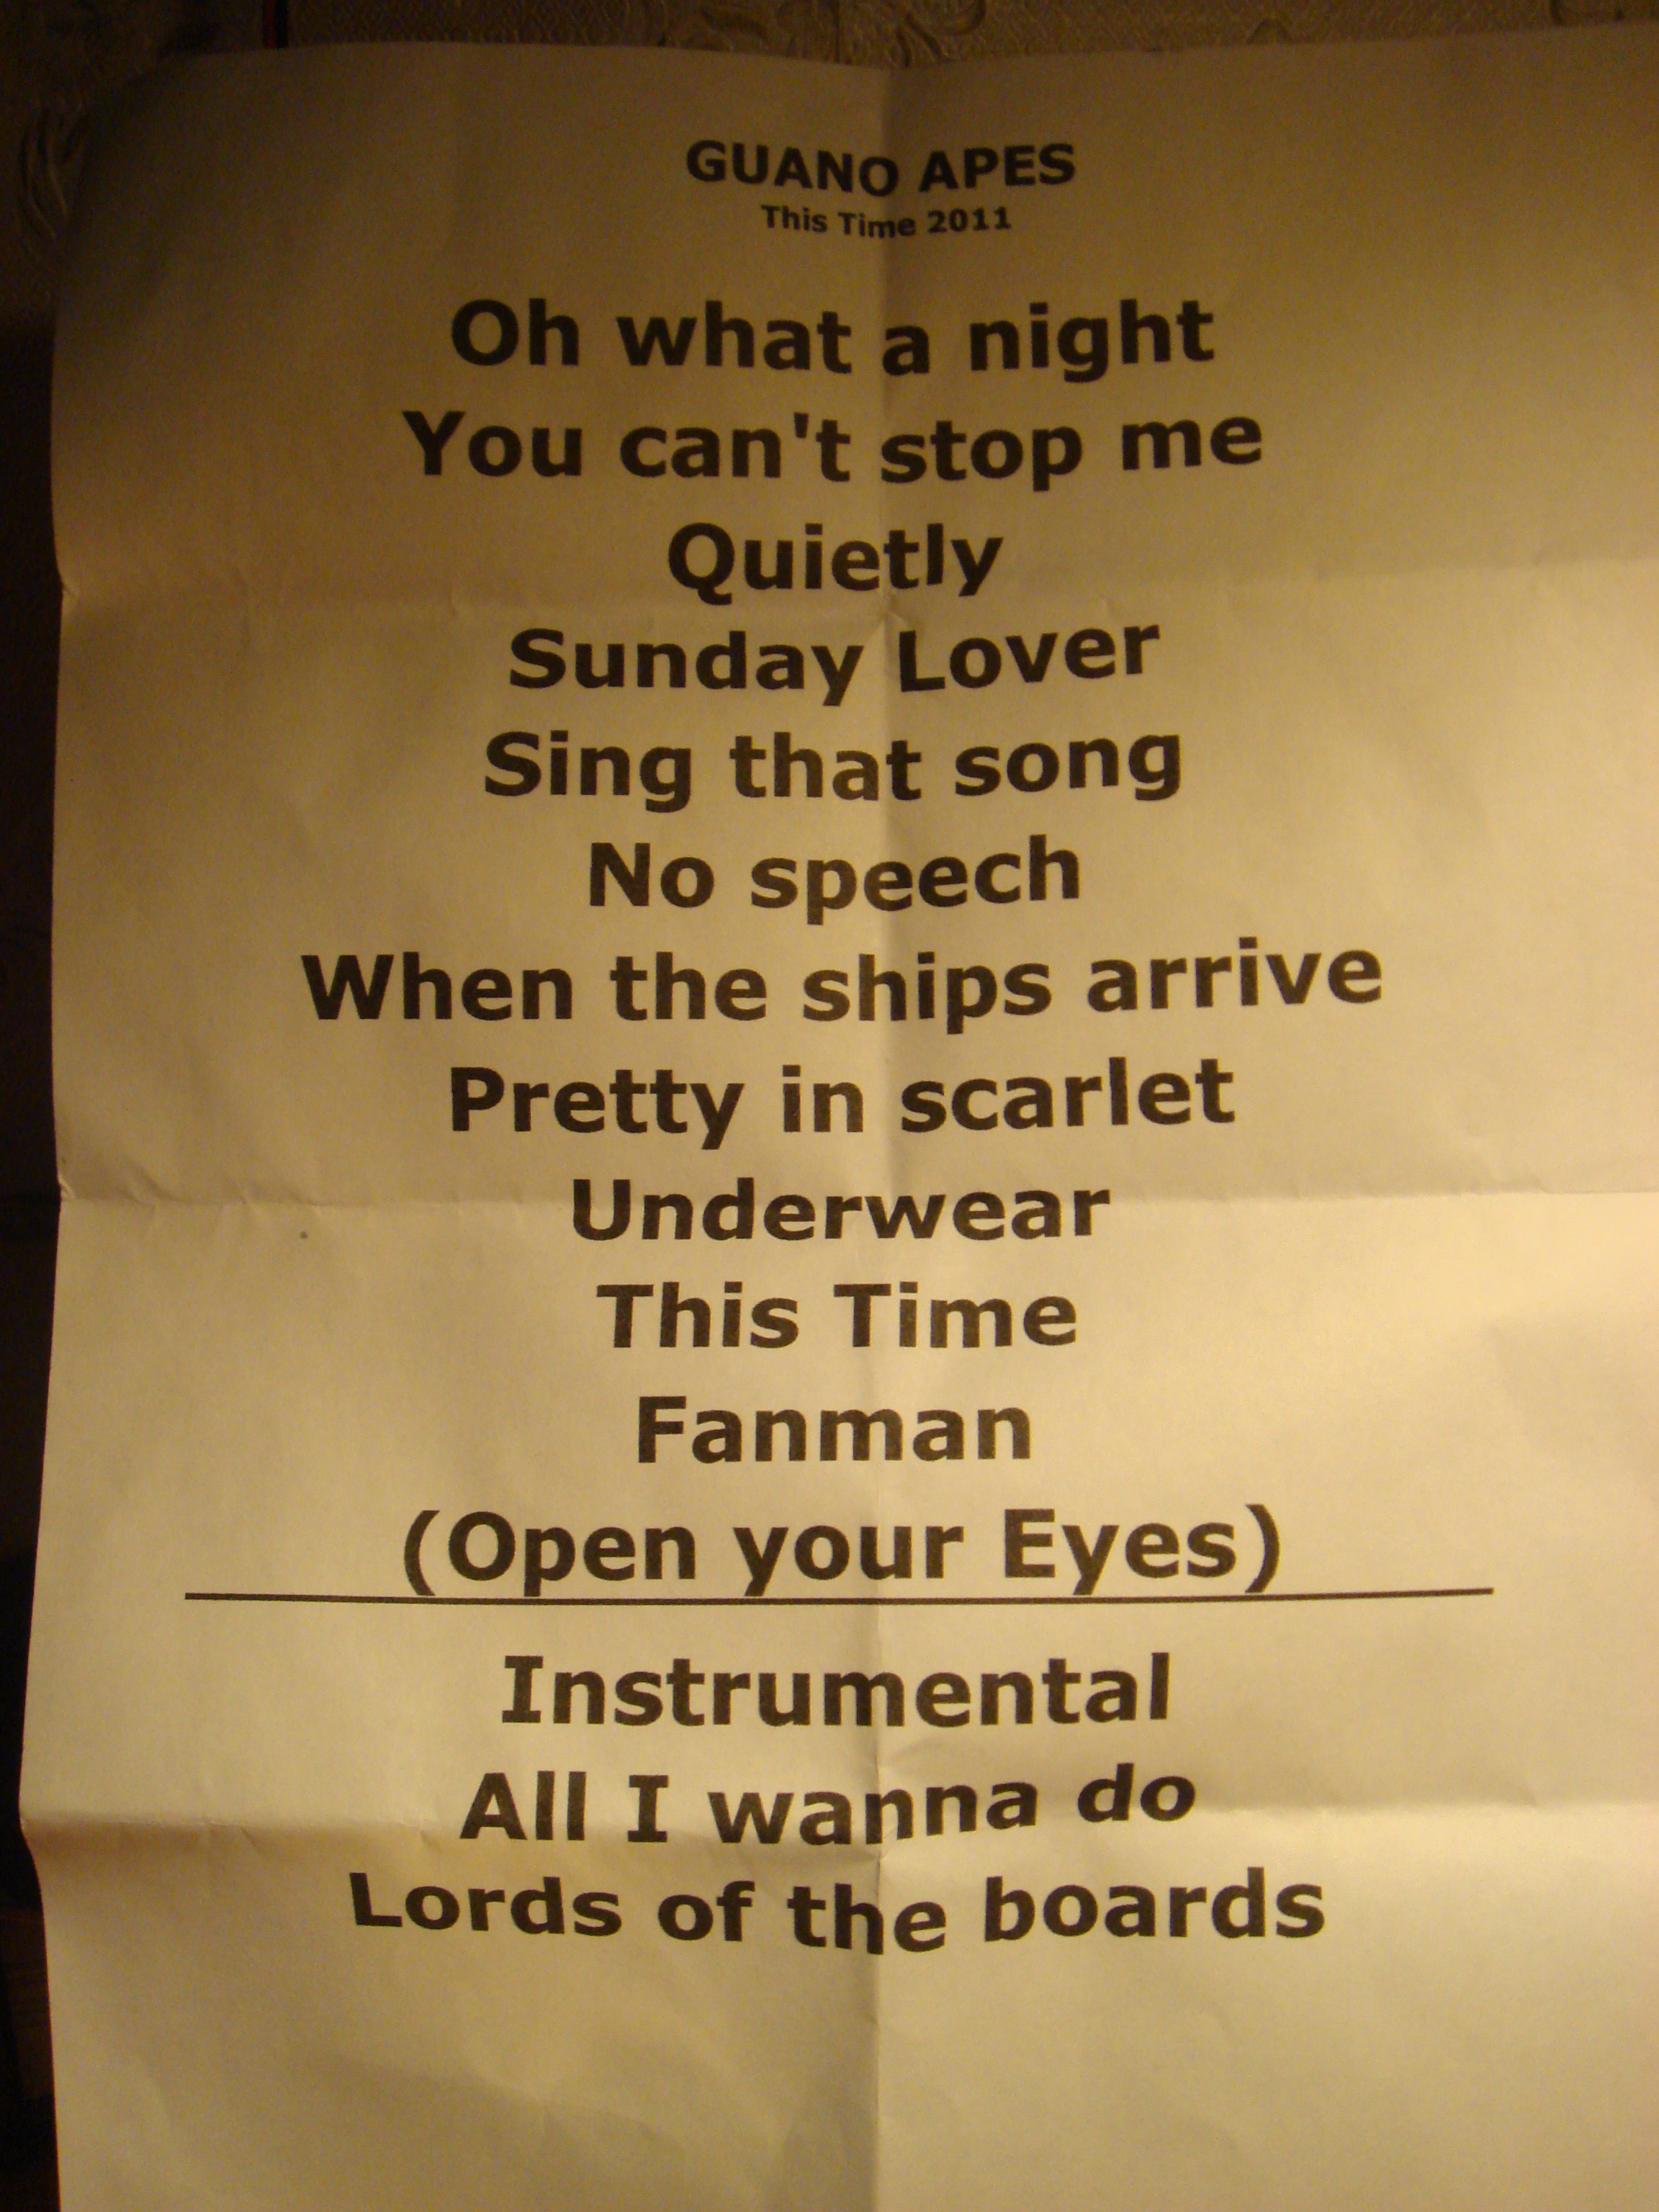 GUANO APES
This Time 2011
Oh what a night
You can't stop me
Quietly
Sunday Lover
Sing that song
No speech
When the ships arrive
Pretty in scarlet
Underwear
This Time
Fanman
(Open your Eyes)
Instrumental
All I wanna do
Lords of the boards